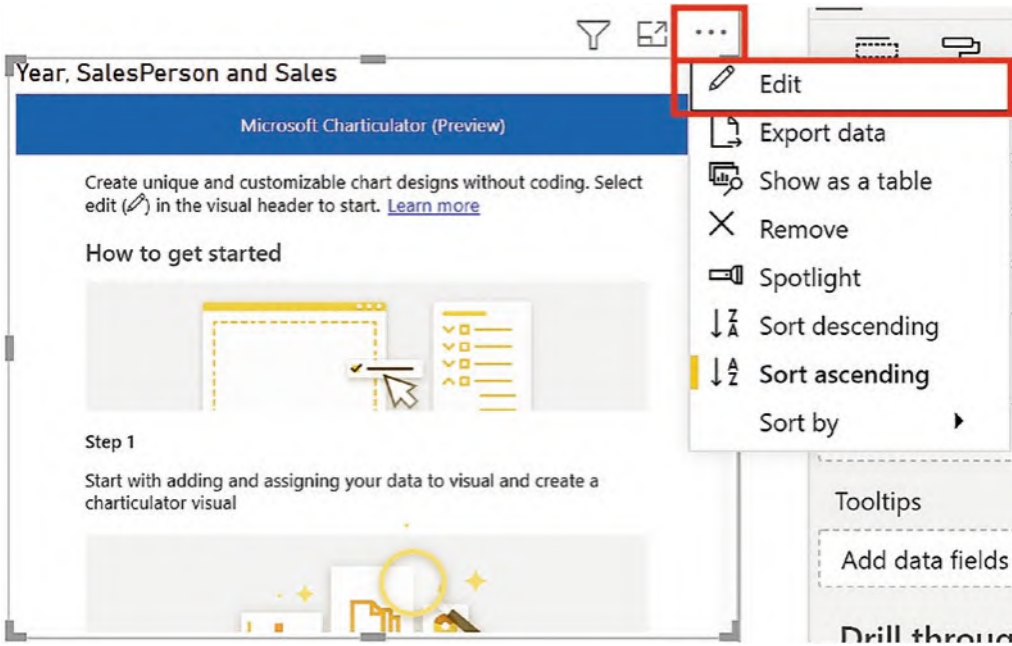 ...
Year, SalesPerson and Sales
Microsoft Charticulator (Preview)
Create unique and customizable chart designs without coding. Select
edit () in the visual header to start. Learn more
How to get started
Step 1
Start with adding and assigning your data to visual and create a
charticulator visual
Edit
Export data
Show as a table
Remove
Spotlight
Sort descending
Sort ascending
Sort by
Tooltips
Add data fields
Drill throug